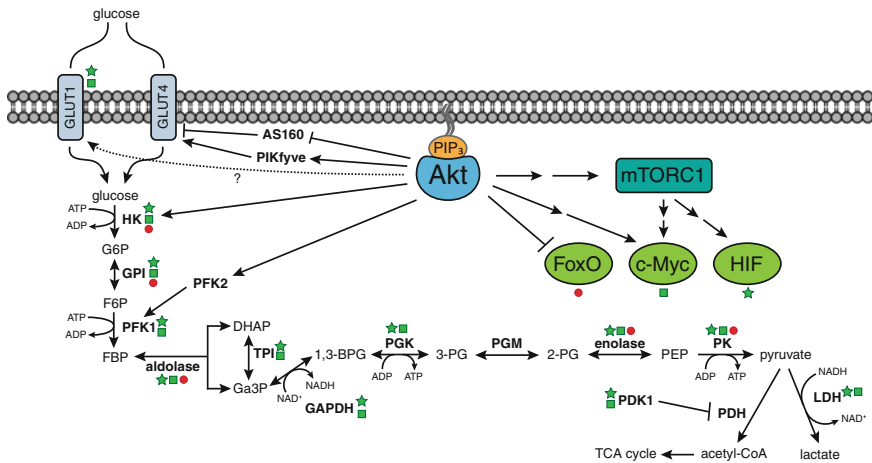 glucose
GLUT1
GLUT4
AS160
PIKfyve
PIP3
Akt
?
mTORC1
glucose
ATP
ADP
HK
G6P
GPI
F6P
PFK2
ATP
ADP
PFK1
FBP
FoxO
c-Myc
HIF
aldolase
DHAP
TPI
Ga3P
1,3-BPG
NAD+
NADH
GAPDH
PGK
ADP
ATP
3-PG
PGM
2-PG
enolase
PEP
PK
ADP
ATP
pyruvate
PDK1
PDH
NADH
LDH
NAD+
TCA cycle
acetyl-CoA
lactate